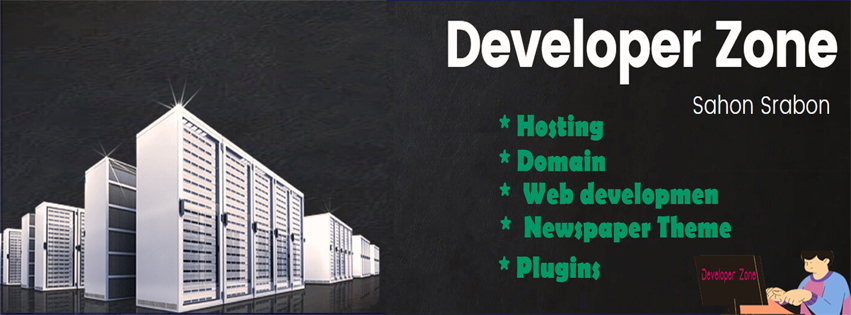 Developer Zone
Sahon Srabon
* Hosting
* Domain
* Web developmen
* Newspaper Theme
* Plugins
Developer Zone